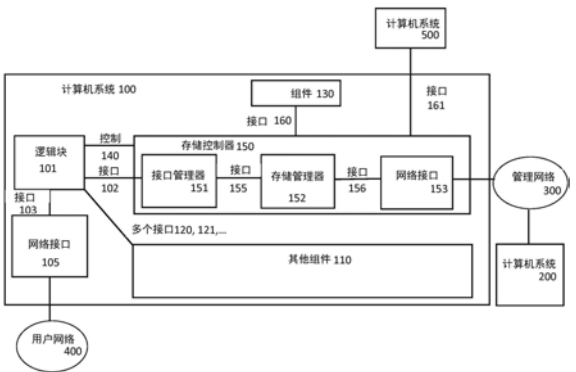 计算机系统
500
计算机系统 100
组件 130
接口
161
接口 160
控制
140
存储控制器 150
逻辑块
101
接口
102
接口管理器
151
接口
155
存储管理器
152
接口
156
网络接口
153
管理网络
300
接口
103
网络接口
105
多个接口120, 121,...
其他组件 110
计算机系统
200
用户网络
400